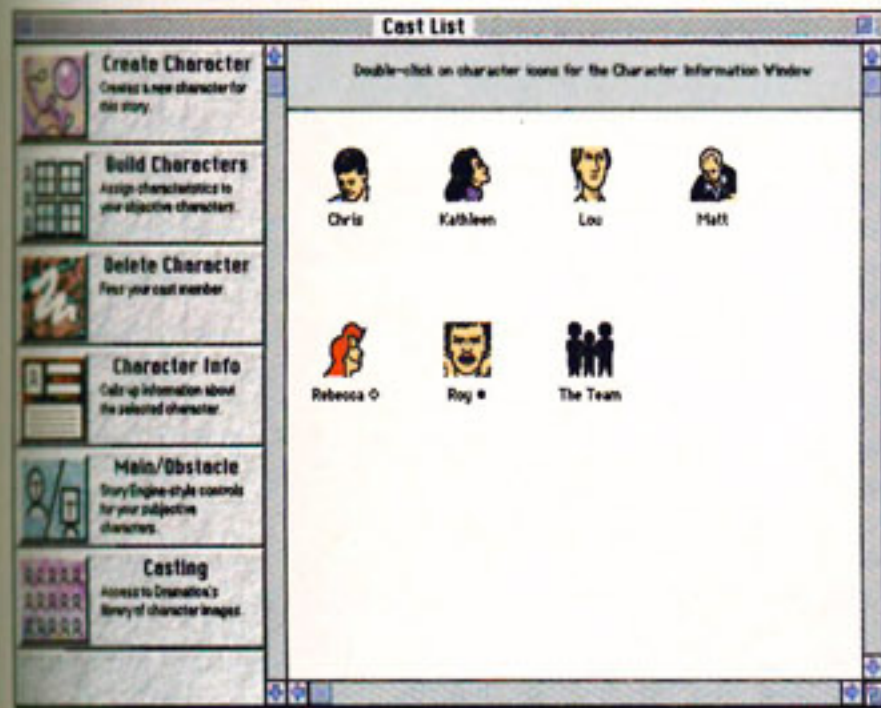 Cast List
Create Character
Creates a new character for
this story.
Build Characters
Assign characteristics to
your objective characters.
Delete Character
Fires your cast member.
Character Info
Calls up information about
the selected character.
Main/Obstacle
Story Engine-style controls
for your subjective
characters.
Casting
Access to Dramatica's
library of character images.
Double-click on character icons for the Character Information Window
Chris
Kathleen
Lou
Matt
Rebecca
Roy
The Team